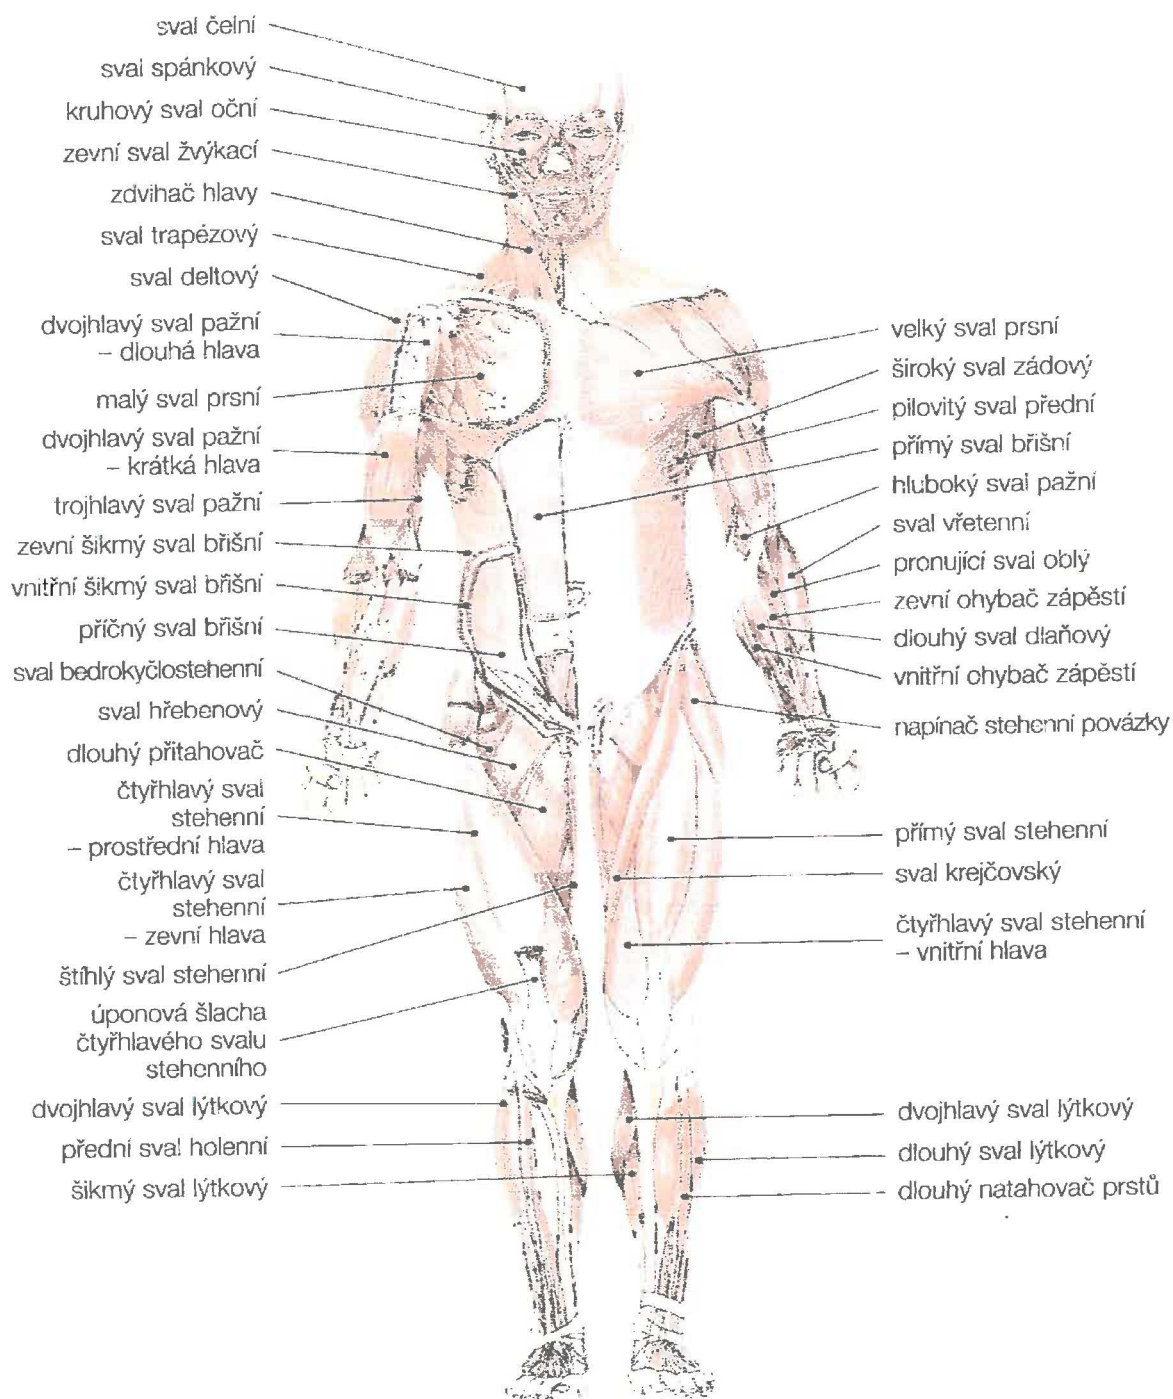 sval čelní
sval spánkový
kruhový sval oční
zevní sval žvýkací
zdvihač hlavy
sval trapézový
sval deltový
dvojhlavý sval pažní
– dlouhá hlava
malý sval prsní
dvojhlavý sval pažní
– krátká hlava
trojhlavý sval pažní
zevní šikmý sval břišní
vnitřní šikmý sval břišní
příčný sval břišní
sval bedrokyčlostehenní
sval hřebenový
dlouhý přitahovač
čtyřhlavý sval
stehenní
– prostřední hlava
čtyřhlavý sval
stehenní
– zevní hlava
štíhlý sval stehenní
úponová šlacha
čtyřhlavého svalu
stehenního
dvojhlavý sval lýtkový
přední sval holenní
šikmý sval lýtkový
velký sval prsní
široký sval zádový
pilovitý sval přední
přímý sval břišní
hluboký sval pažní
sval vřetenní
pronující sval oblý
zevní ohybač zápěstí
dlouhý sval dlaňový
vnitřní ohybač zápěstí
napínač stehenní povázky
přímý sval stehenní
sval krejčovský
čtyřhlavý sval stehenní
– vnitřní hlava
dvojhlavý sval lýtkový
dlouhý sval lýtkový
dlouhý natahovač prstů